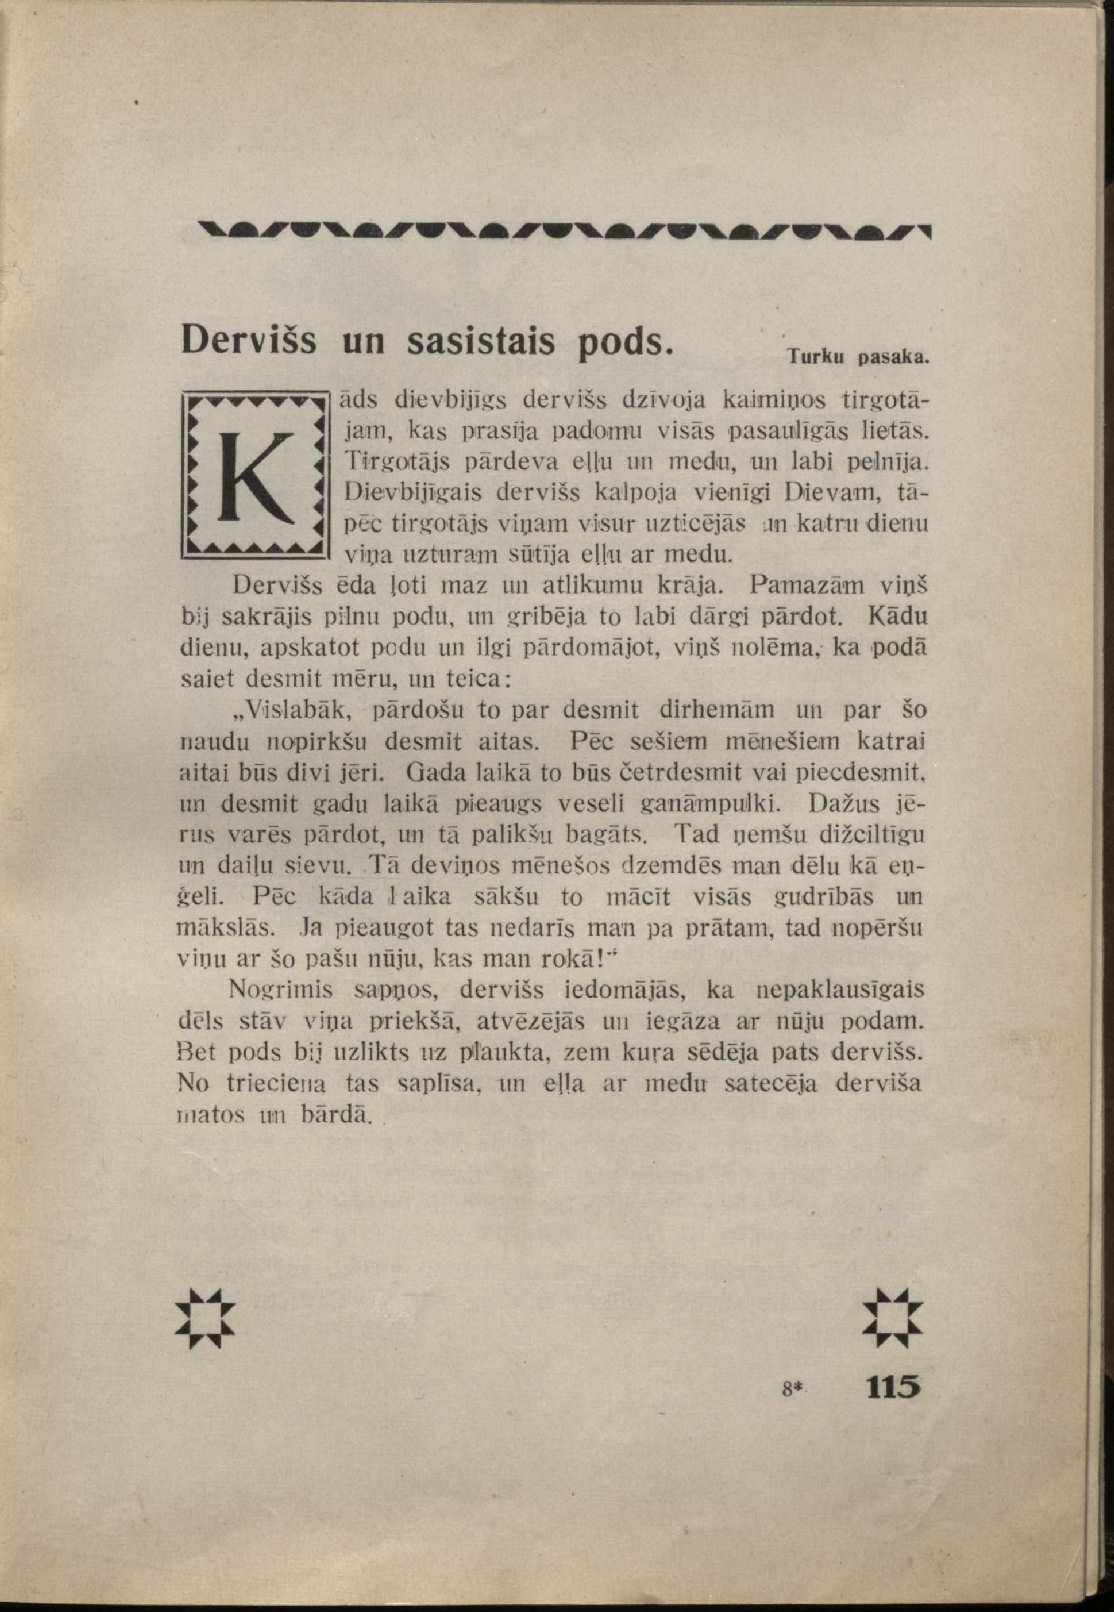 Dervišs un sasistais pods.
Turku pasaka.
Kāds dievbijīgs dervišs dzīvoja kaimiņos tirgotā-
jam, kas prasīja padomu visās pasaulīgās lietās.
Tirgotājs pārdeva eļļu un medu, un labi pelnīja.
Dievbijīgais dervišs kalpoja vienīgi Dievam, tā-
pēc tirgotājs viņam visur uzticējās un katru dienu
viņa uzturam sūtīja eļļu ar medu.
Dervišs ēda ļoti maz un atlikumu krāja. Pamazām viņš
bij sakrājis pilnu podu, un gribēja to labi dārgi pārdot. Kādu
dienu, apskatot podu un ilgi pārdomājot, viņš nolēma, ka podā
saiet desmit mēru, un teica:
„Vislabāk, pārdošu to par desmit dirhemām un par šo
naudu nopirkšu desmit aitas. Pēc sešiem mēnešiem katrai
aitai būs divi jēri. Gada laikā to būs četrdesmit vai piecdesmit,
un desmit gadu laikā pieaugs veseli ganāmpulki. Dažus jē-
rus varēs pārdot, un tā palikšu bagāts. Tad ņemšu dižciltīgu
un daiļu sievu. Tā deviņos mēnešos dzemdēs man dēlu kā eņ-
ģeli. Pēc kāda laika sākšu to mācīt visās gudrībās un
mākslās. Ja pieaugot tas nedarīs man pa prātam, tad nopēršu
viņu ar šo pašu nūju, kas man rokā!“
Nogrimis sapņos, dervišs iedomājās, ka nepaklausīgais
dēls stāv viņa priekšā, atvēzējās un iegāza ar nūju podam.
Bet pods bij uzlikts uz plaukta, zem kura sēdēja pats dervišs.
No trieciena tas saplīsa, un eļļa ar medu satecēja derviša
matos un bārdā.
8* 115